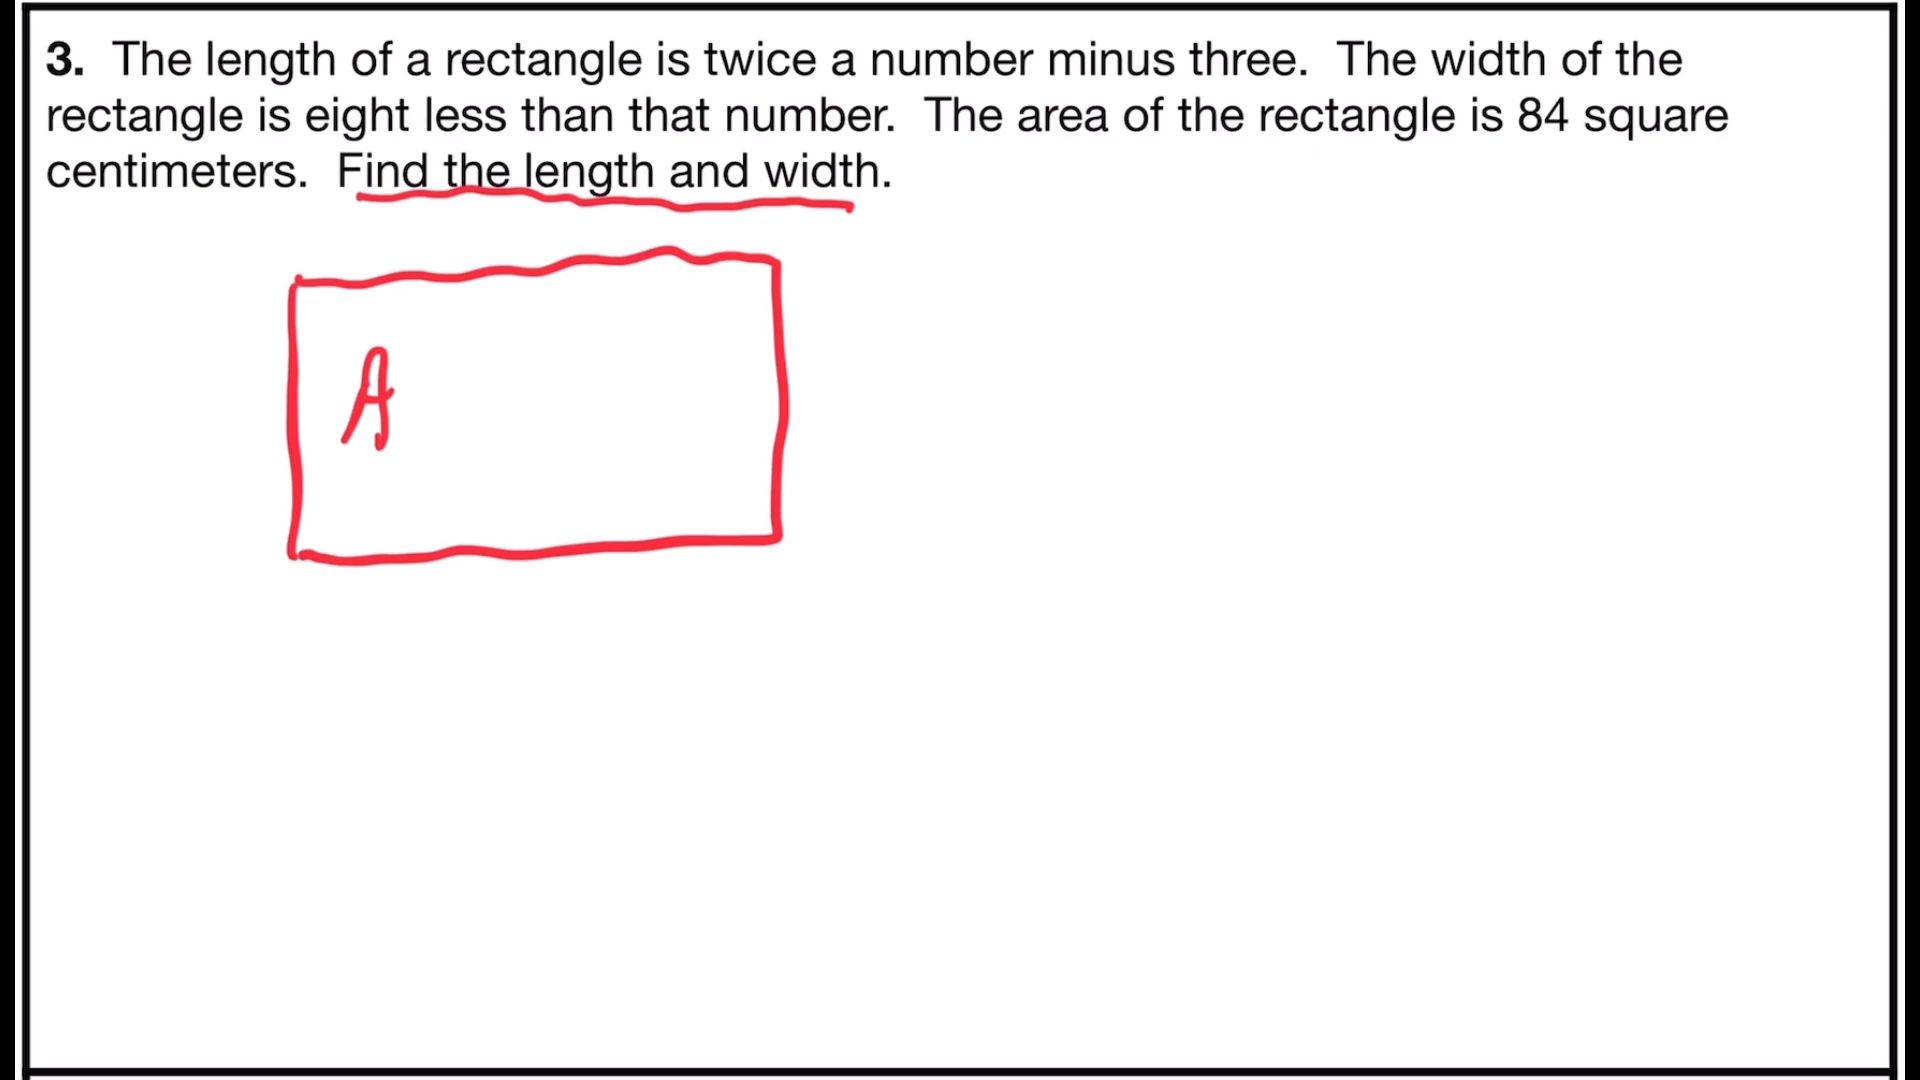 3. The length of a rectangle is twice a number minus three. The width of the
rectangle is eight less than that number. The area of the rectangle is 84 square
centimeters. Find the length and width.
A